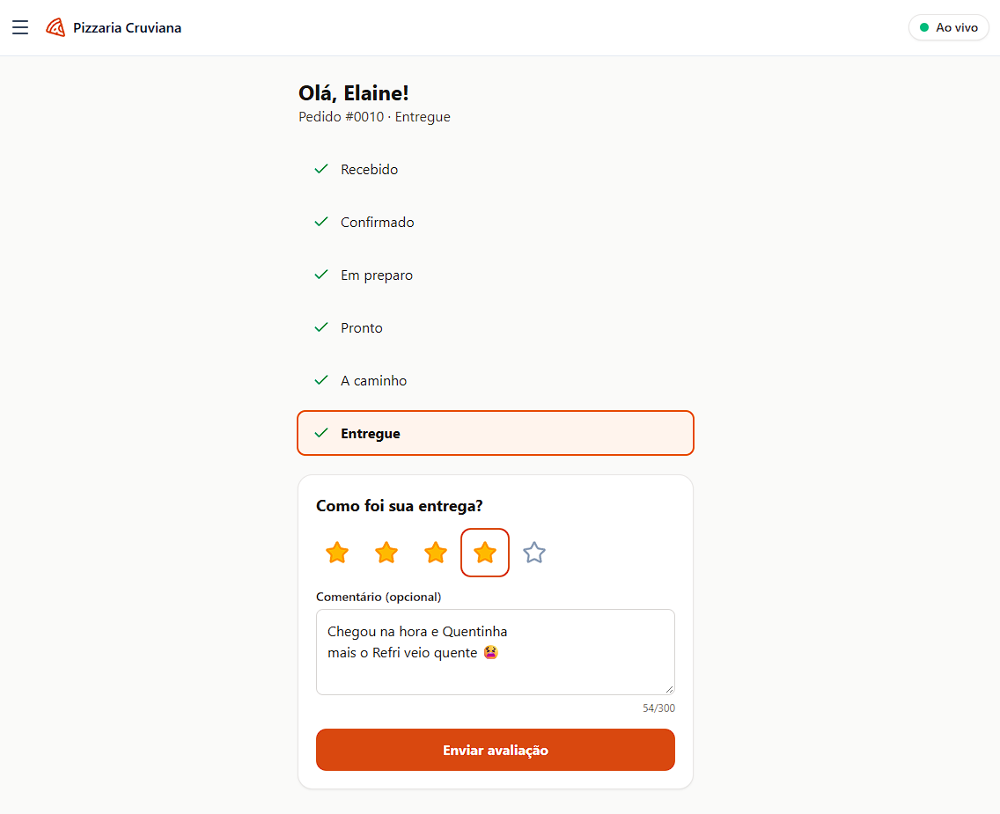 Pizzaria Cruviana
Ao vivo
Olá, Elaine!
Pedido #0010 · Entregue
Recebido
Confirmado
Em preparo
Pronto
A caminho
Entregue
Como foi sua entrega?
Comentário (opcional)
Chegou na hora e Quentinha
mais o Refri veio quente 😫
54/300
Enviar avaliação